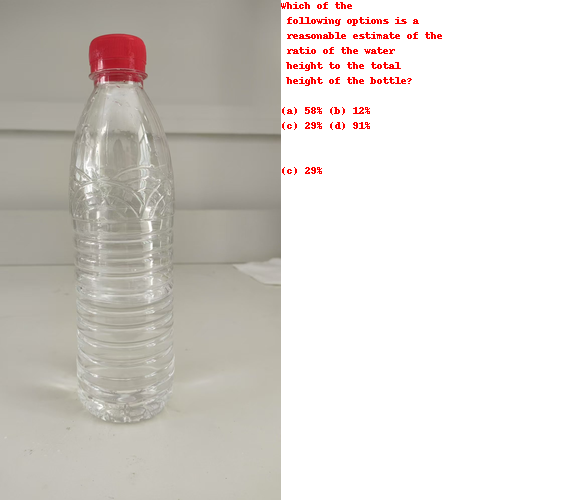 Which of the
following options is a
reasonable estimate of the
ratio of the water
height to the total
height of the bottle?
(a) 58% (b) 12%
(c) 29% (d) 91%
(c) 29%